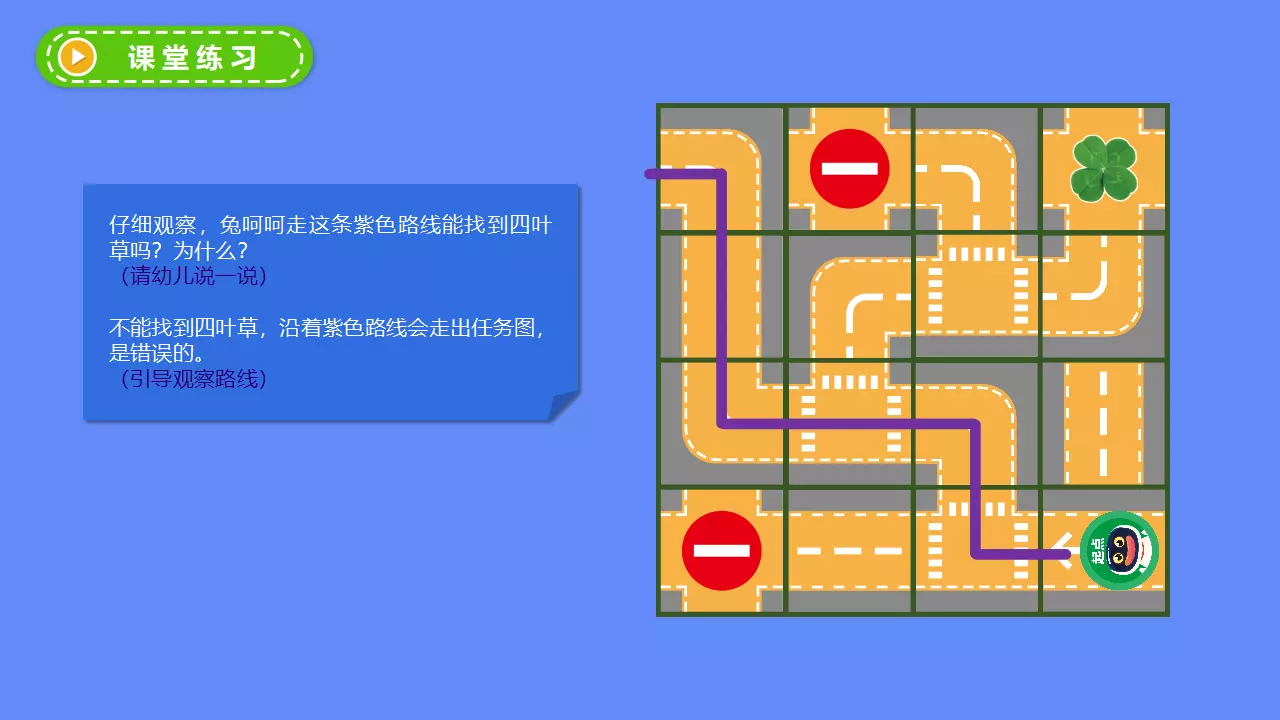 课堂练习
仔细观察，兔呵呵走这条紫色路线能找到四叶
草吗？为什么？
（请幼儿说一说）
不能找到四叶草，沿着紫色路线会走出任务图，
是错误的。
（引导观察路线）
起点